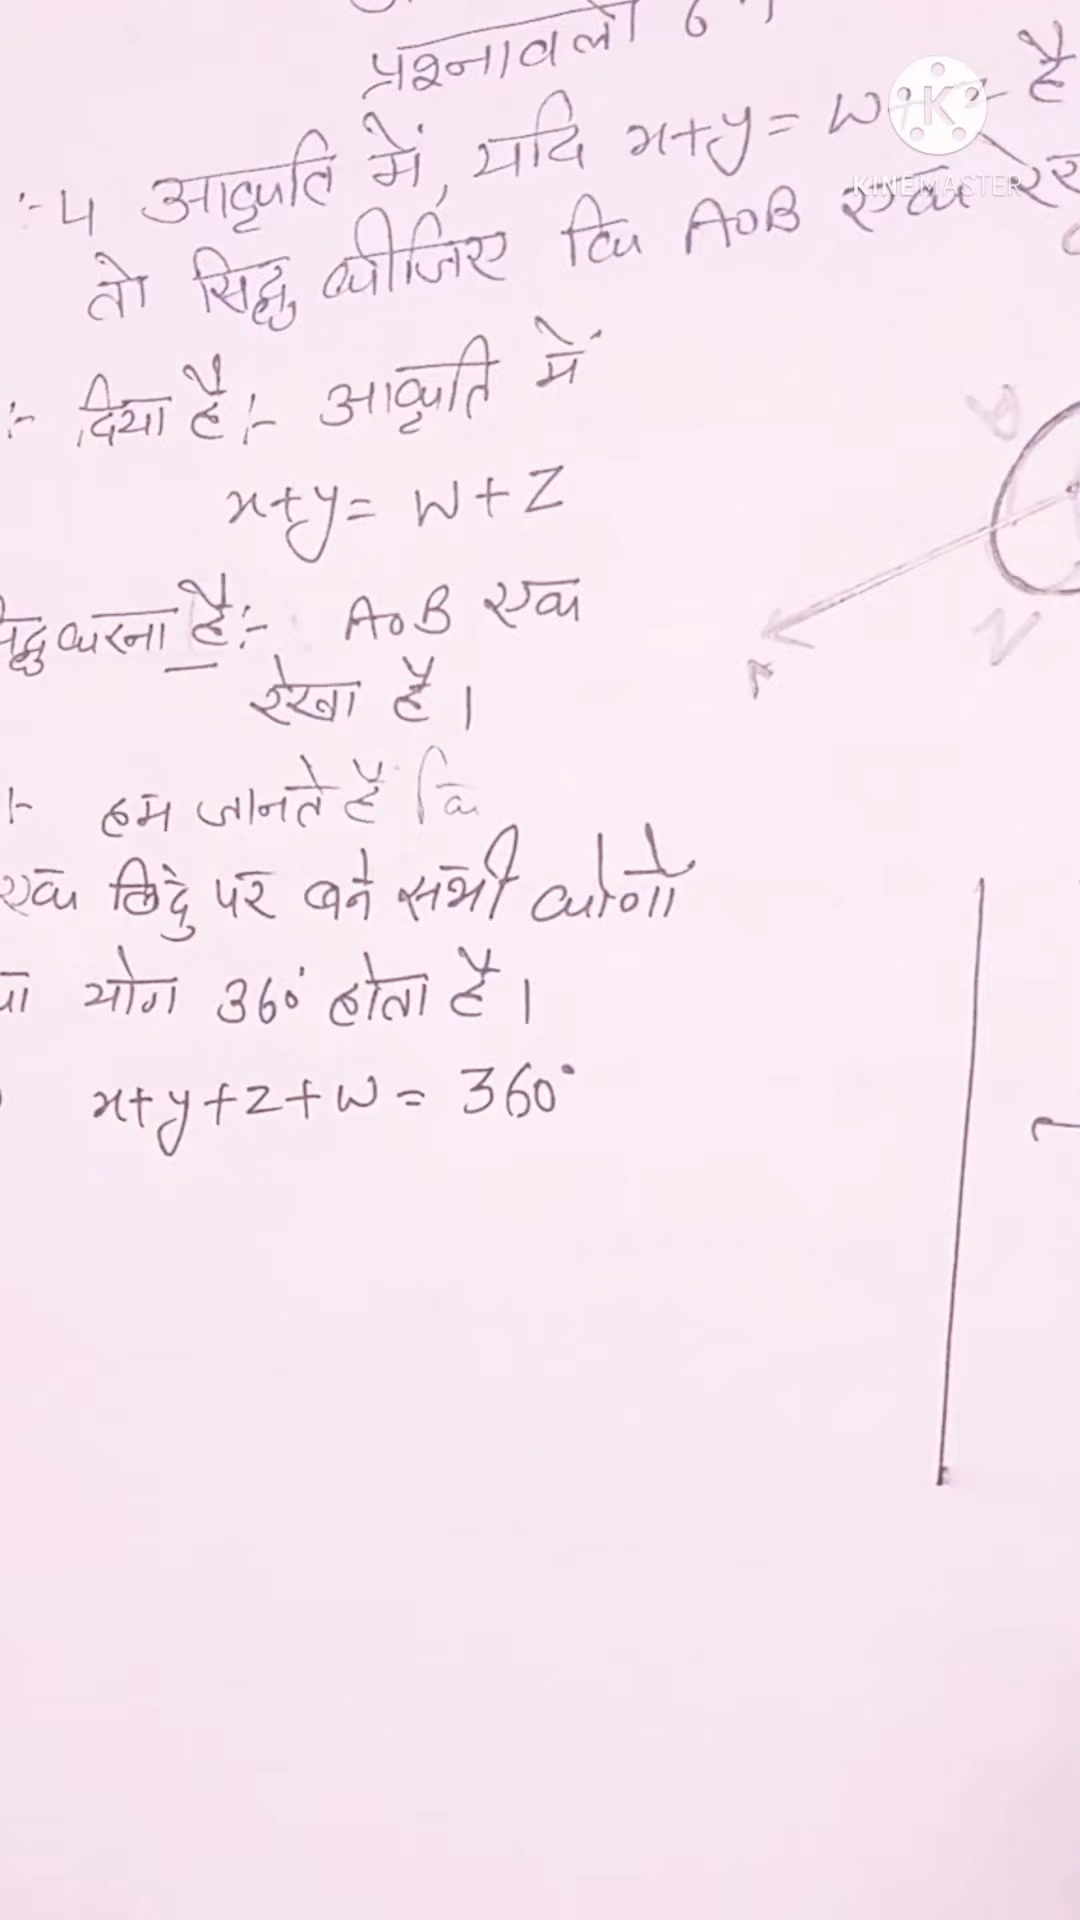 प्रश्नावली 6
:- 4 आकृति में, यदि x+y= w+z है
तो सिद्ध कीजिए कि AOB एक
:- दिया है:- आकृति में
x+y= w+z
करना है:- AOB एक
रेखा है।
:- हम जानते हैं कि
एक बिंदु पर बने सभी कोणों
का योग 360° होता है।
x+y+z+w= 360°
K
KINEMASTER